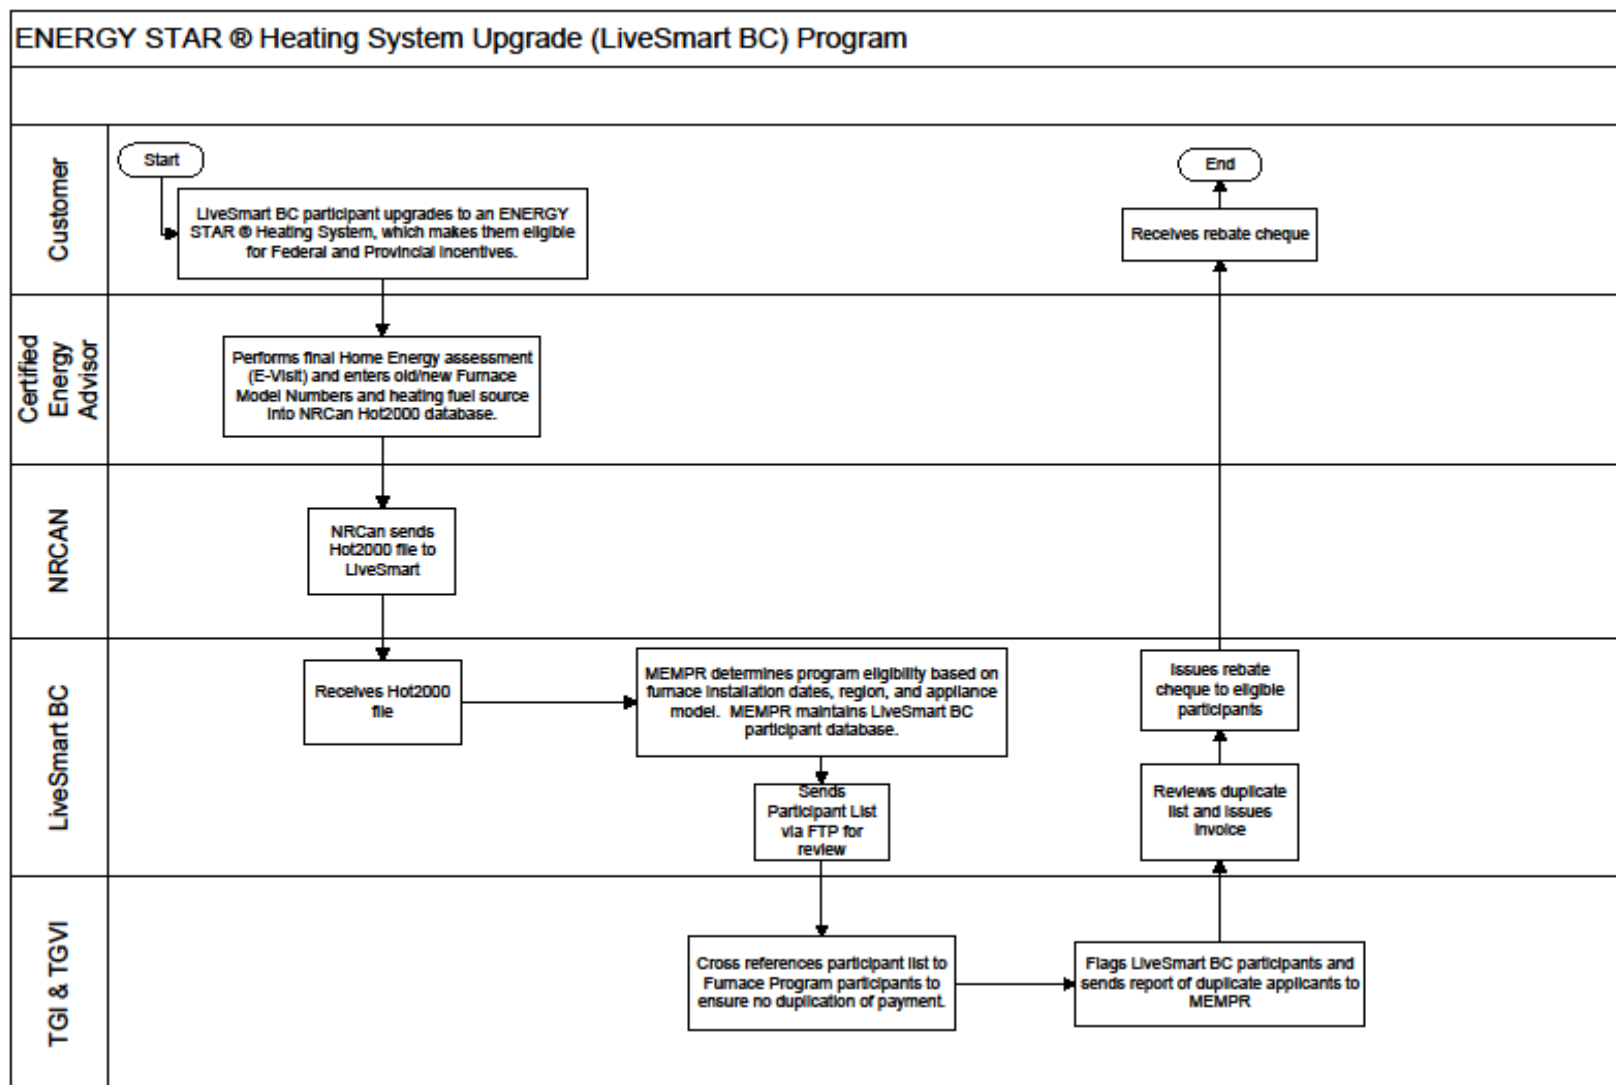 ENERGY STAR ® Heating System Upgrade (LiveSmart BC) Program
Customer
Start
LiveSmart BC participant upgrades to an ENERGY
STAR ® Heating System, which makes them eligible
for Federal and Provincial Incentives.
End
Receives rebate cheque
Certified
Energy
Advisor
Performs final Home Energy assessment
(E-Visit) and enters old/new Furnace
Model Numbers and heating fuel source
into NRCan Hot2000 database.
NRCAN
NRCan sends
Hot2000 file to
LiveSmart
LiveSmart BC
Receives Hot2000
file
MEMPR determines program eligibility based on
furnace installation dates, region, and appliance
model. MEMPR maintains LiveSmart BC
participant database.
Sends
Participant List
via FTP for
review
Issues rebate
cheque to eligible
participants
Reviews duplicate
list and issues
invoice
TGI & TGVI
Cross references participant list to
Furnace Program participants to
ensure no duplication of payment.
Flags LiveSmart BC participants and
sends report of duplicate applicants to
MEMPR